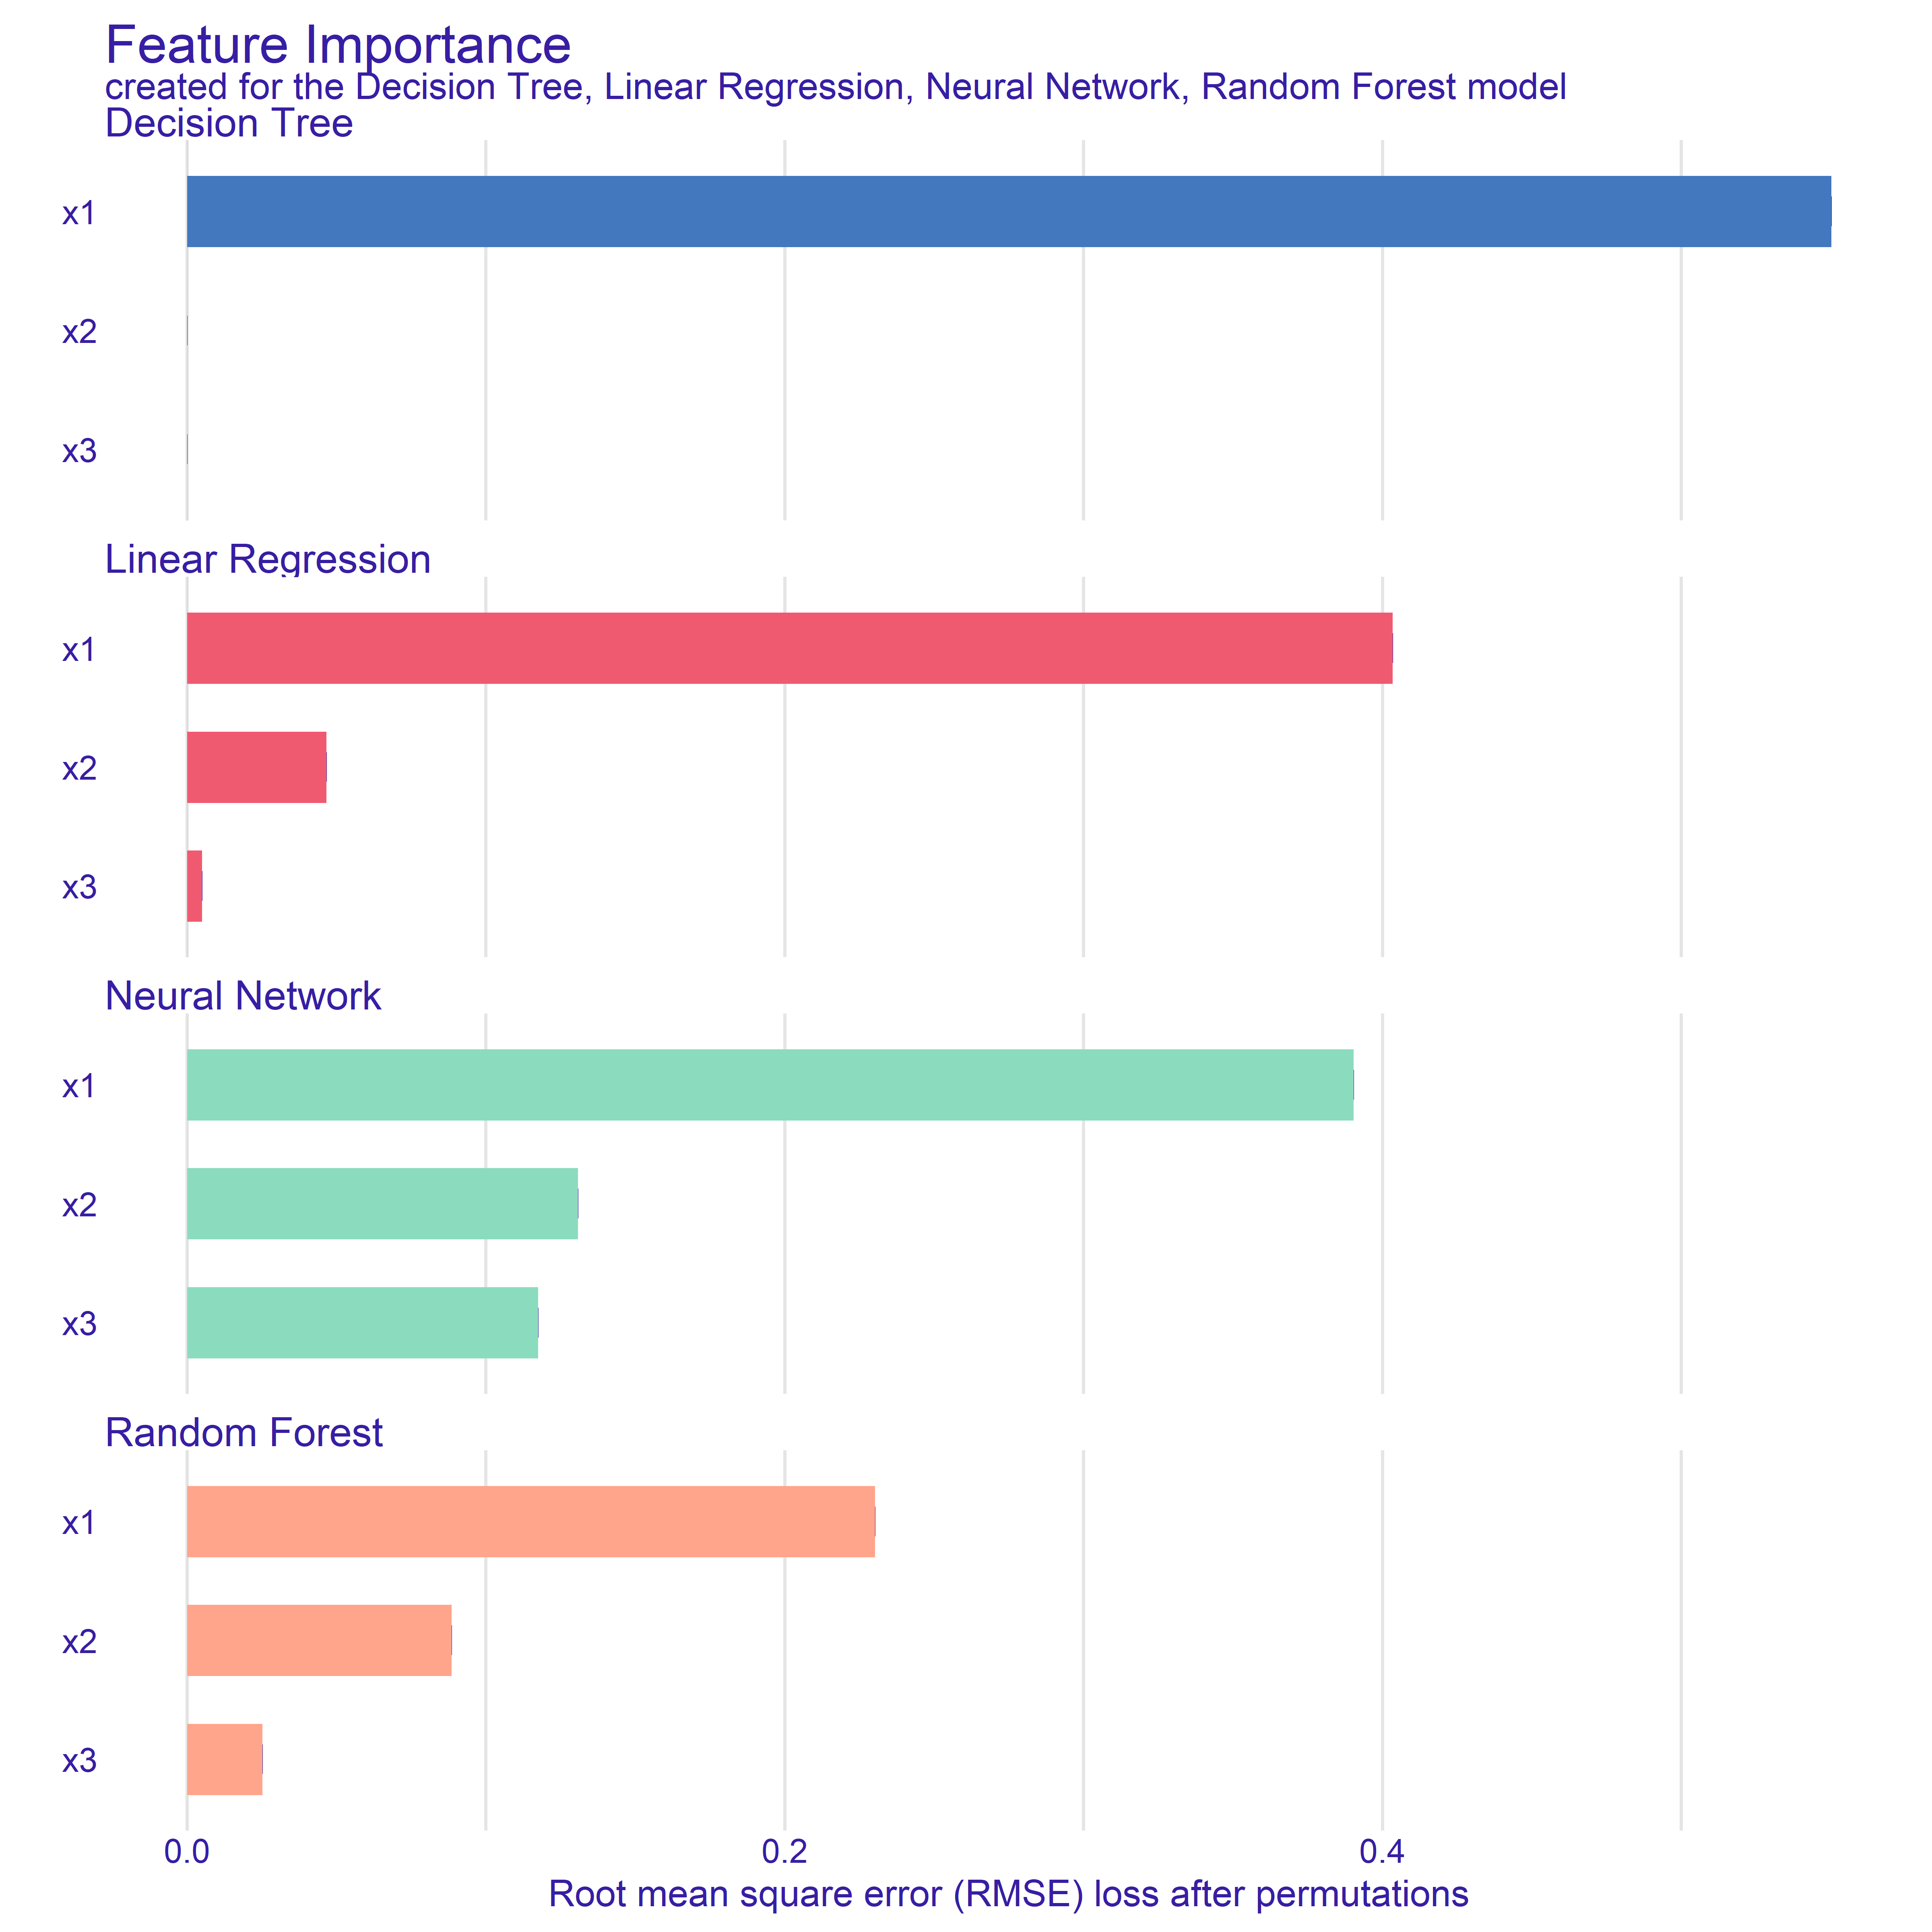 Feature Importance
created for the Decision Tree, Linear Regression, Neural Network, Random Forest model
Decision Tree
x1
x2
x3
Linear Regression
x1
x2
x3
Neural Network
x1
x2
x3
Random Forest
x1
x2
x3
0.0 0.2 0.4
Root mean square error (RMSE) loss after permutations